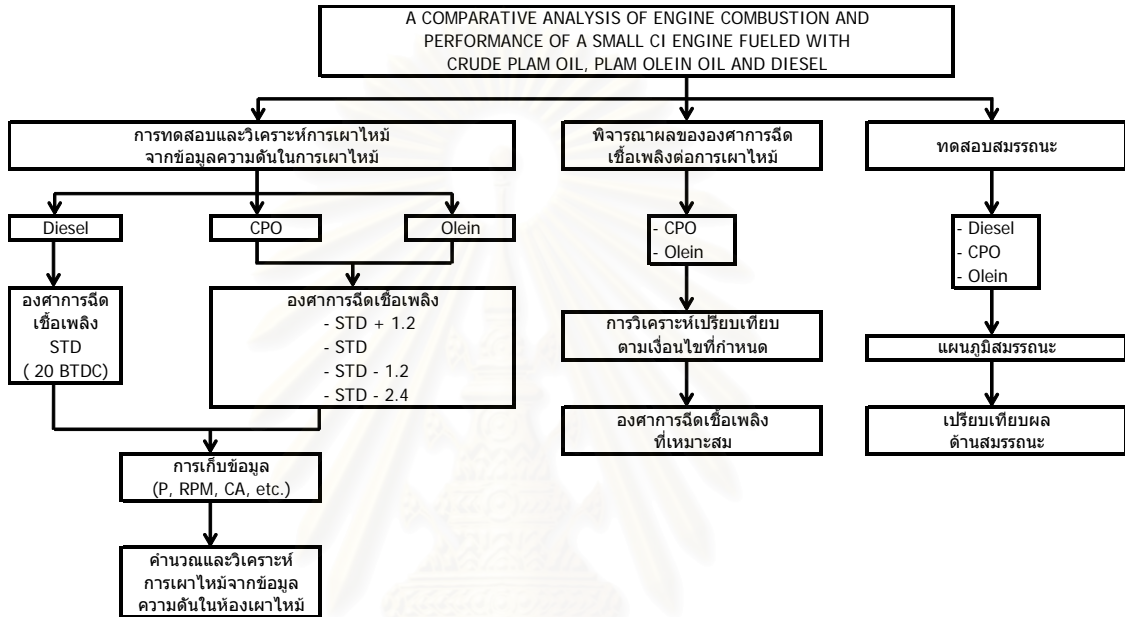 A COMPARATIVE ANALYSIS OF ENGINE COMBUSTION AND
PERFORMANCE OF A SMALL CI ENGINE FUELED WITH
CRUDE PLAM OIL, PLAM OLEIN OIL AND DIESEL
การทดสอบและวิเคราะห์การเผาไหม้
จากข้อมูลความดันในการเผาไหม้
พิจารณาผลขององศาการฉีด
เชื้อเพลิงต่อการเผาไหม้
ทดสอบสมรรถนะ
Diesel
CPO
Olein
- CPO
- Olein
- Diesel
- CPO
- Olein
องศาการฉีด
เชื้อเพลิง
STD
( 20 BTDC)
องศาการฉีดเชื้อเพลิง
- STD + 1.2
- STD
- STD - 1.2
- STD - 2.4
การวิเคราะห์เปรียบเทียบ
ตามเงื่อนไขที่กำหนด
แผนภูมิสมรรถนะ
องศาการฉีดเชื้อเพลิง
ที่เหมาะสม
เปรียบเทียบผล
ด้านสมรรถนะ
การเก็บข้อมูล
(P, RPM, CA, etc.)
คำนวณและวิเคราะห์
การเผาไหม้จากข้อมูล
ความดันในห้องเผาไหม้